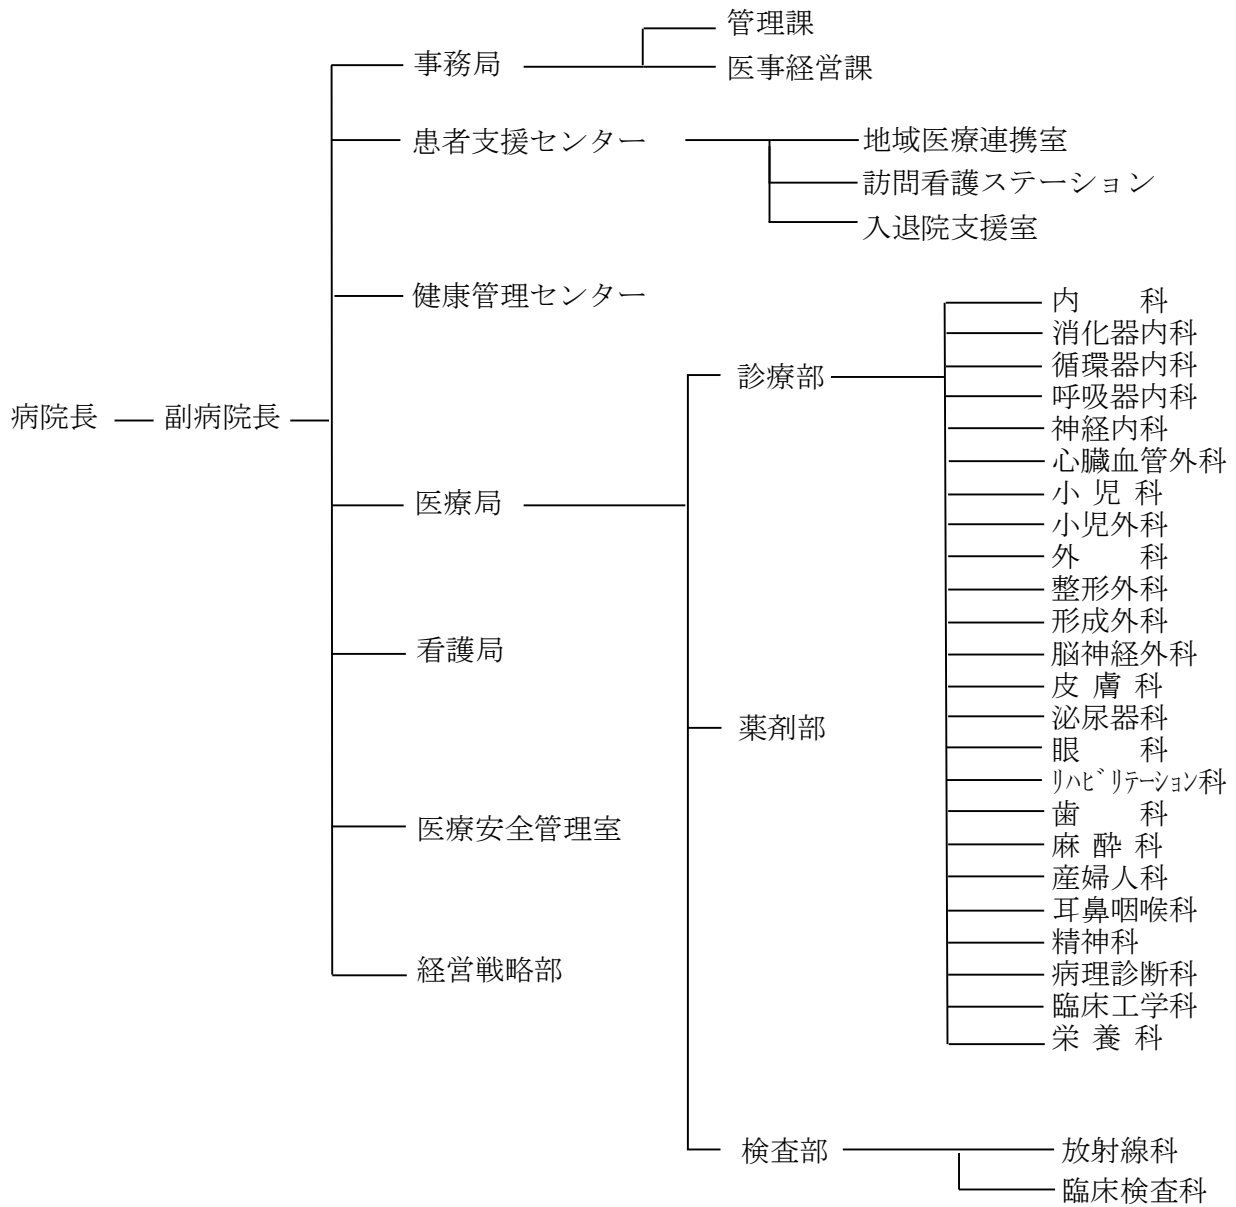 管理課
事務局
医事経営課
患者支援センター
地域医療連携室
訪問看護ステーション
入退院支援室
健康管理センター
内　　科
消化器内科
循環器内科
診療部
呼吸器内科
病院長
副病院長
神経内科
心臓血管外科
小 児 科
医療局
小児外科
外　　科
整形外科
形成外科
看護局
脳神経外科
皮 膚 科
泌尿器科
薬剤部
眼　　科
ﾘﾊﾋﾞﾘﾃｰｼｮﾝ科
歯　　科
医療安全管理室
麻 酔 科
産婦人科
耳鼻咽喉科
精神科
経営戦略部
病理診断科
臨床工学科
栄 養 科
検査部
放射線科
臨床検査科